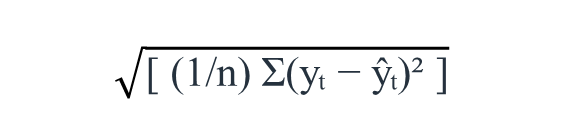 √[ (1/n) Σ(yₜ − ŷₜ)² ]